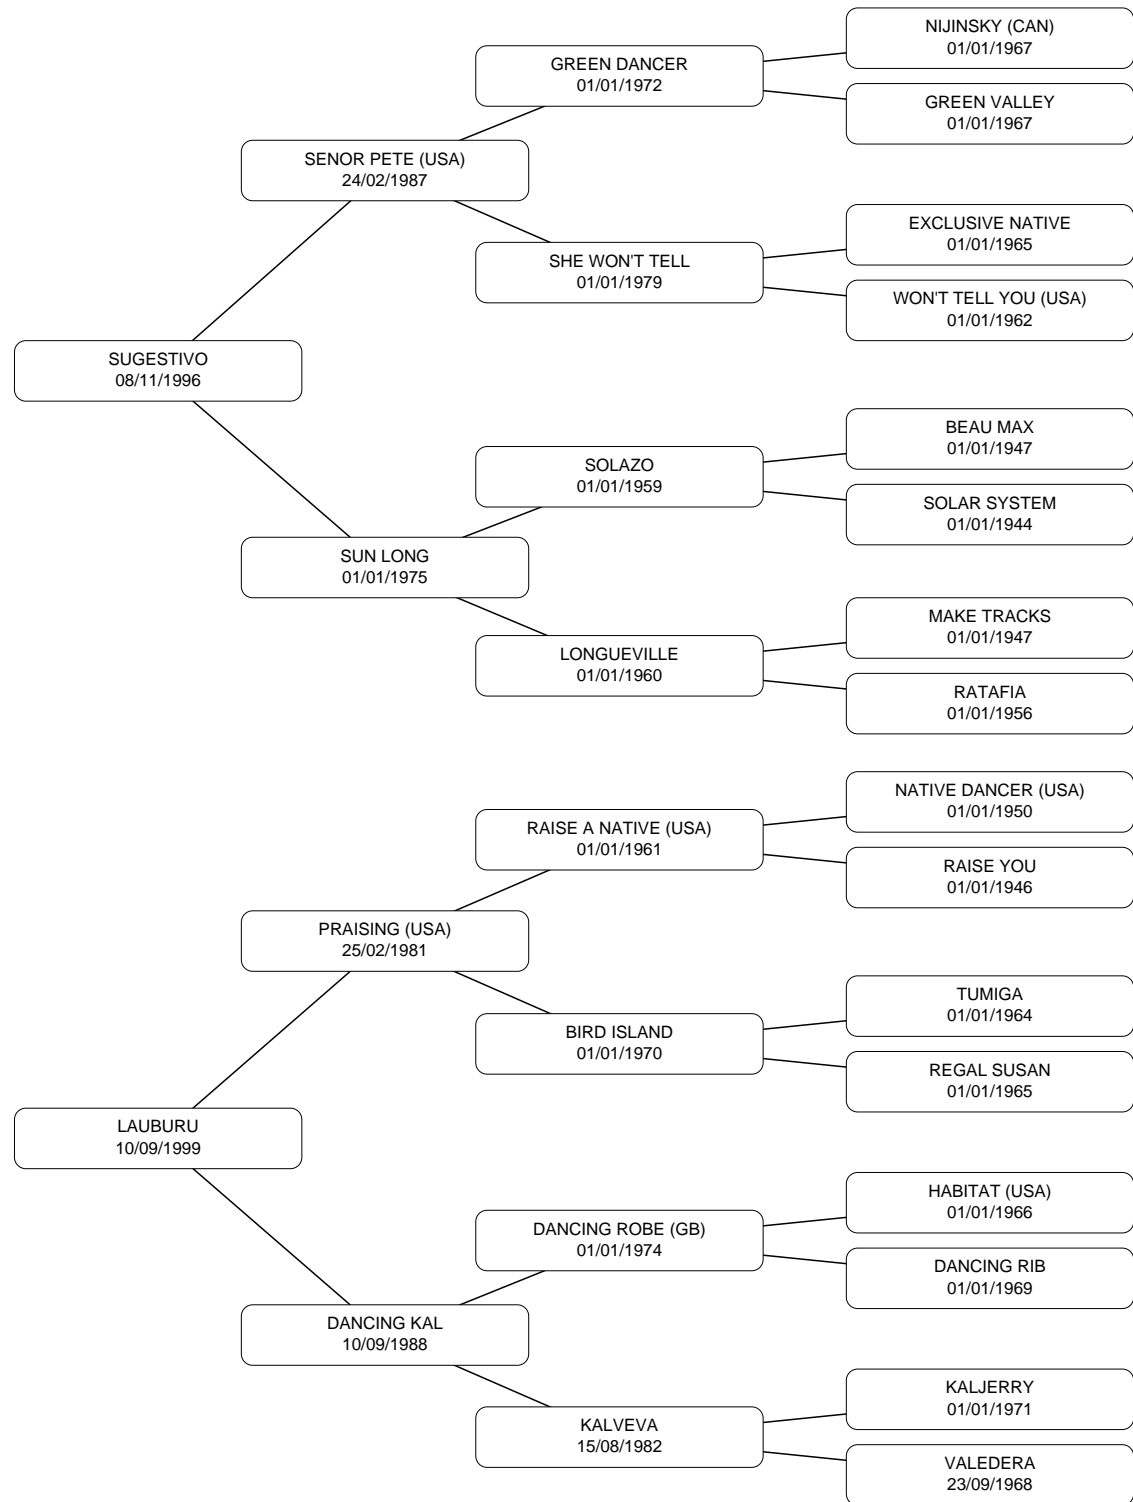 NIJINSKY (CAN)
01/01/1967
GREEN DANCER
01/01/1972
GREEN VALLEY
01/01/1967
SENOR PETE (USA)
24/02/1987
EXCLUSIVE NATIVE
01/01/1965
SHE WON'T TELL
01/01/1979
WON'T TELL YOU (USA)
01/01/1962
SUGESTIVO
08/11/1996
BEAU MAX
01/01/1947
SOLAZO
01/01/1959
SOLAR SYSTEM
01/01/1944
SUN LONG
01/01/1975
MAKE TRACKS
01/01/1947
LONGUEVILLE
01/01/1960
RATAFIA
01/01/1956
NATIVE DANCER (USA)
01/01/1950
RAISE A NATIVE (USA)
01/01/1961
RAISE YOU
01/01/1946
PRAISING (USA)
25/02/1981
TUMIGA
01/01/1964
BIRD ISLAND
01/01/1970
REGAL SUSAN
01/01/1965
LAUBURU
10/09/1999
HABITAT (USA)
01/01/1966
DANCING ROBE (GB)
01/01/1974
DANCING RIB
01/01/1969
DANCING KAL
10/09/1988
KALJERRY
01/01/1971
KALVEVA
15/08/1982
VALEDERA
23/09/1968